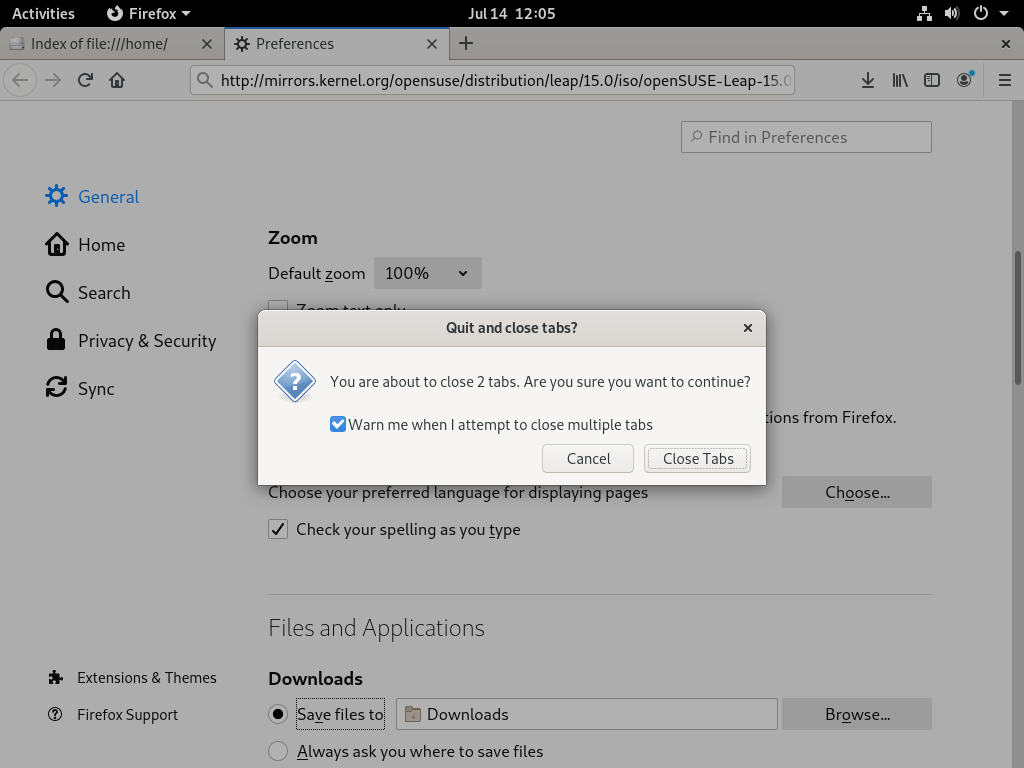 Activities Firefox Jul 14 12:05
Index of file:///home/ Preferences
http://mirrors.kernel.org/opensuse/distribution/leap/15.0/iso/openSUSE-Leap-15.0
Find in Preferences
General
Home
Search
Privacy & Security
Sync
Extensions & Themes
Firefox Support
Zoom
Default zoom 100%
Zoom text only
Quit and close tabs?
You are about to close 2 tabs. Are you sure you want to continue?
Warn me when I attempt to close multiple tabs
Cancel Close Tabs
from Firefox.
Choose your preferred language for displaying pages Choose...
Check your spelling as you type
Files and Applications
Downloads
Save files to Downloads Browse...
Always ask you where to save files